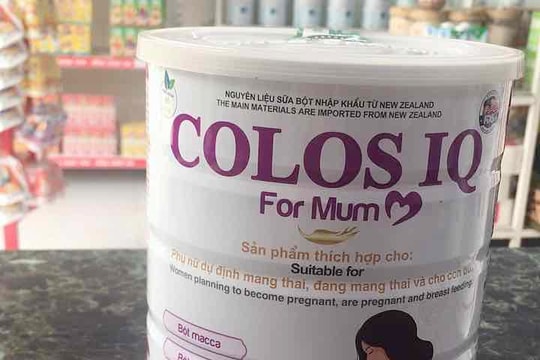 NGUYÊN LIỆU SỮA BỘT NHẬP KHẨU TỪ NEW ZEALAND
THE MAIN MATERIALS ARE IMPORTED FROM NEW ZEALAND
COLOS IQ
For Mum
Sản phẩm thích hợp cho:
Suitable for
Phụ nữ dự định mang thai, đang mang thai và cho con bú.
Women planning to become pregnant, are pregnant and breast feeding.
Bột macca